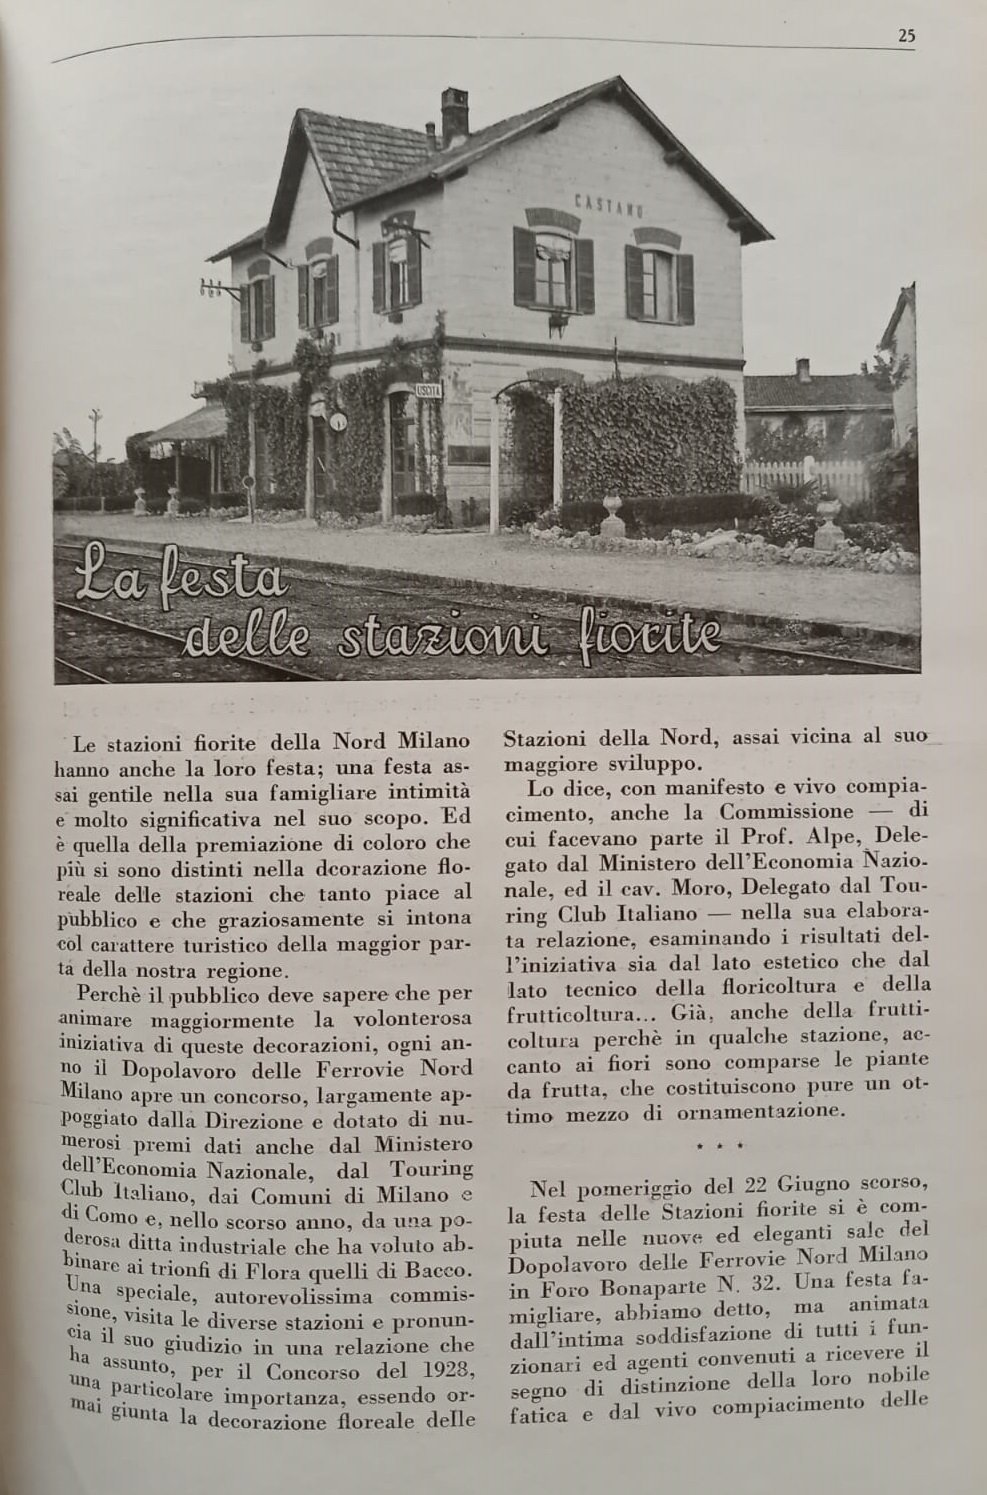 25
CASTANO
USCITA
La festa
delle stazioni fiorite
Le stazioni fiorite della Nord Milano
hanno anche la loro festa; una festa as-
sai gentile nella sua famigliare intimità
e molto significativa nel suo scopo. Ed
è quella della premiazione di coloro che
più si sono distinti nella dcorazione flo-
reale delle stazioni che tanto piace al
pubblico e che graziosamente si intona
col carattere turistico della maggior par-
ta della nostra regione.
Perchè il pubblico deve sapere che per
animare maggiormente la volonterosa
iniziativa di queste decorazioni, ogni an-
no il Dopolavoro delle Ferrovie Nord
Milano apre un concorso, largamente ap-
poggiato dalla Direzione e dotato di nu-
merosi premi dati anche dal Ministero
dell'Economia Nazionale, dal Touring
Club Italiano, dai Comuni di Milano e
di Como e, nello scorso anno, da una po-
derosa ditta industriale che ha voluto ab-
binare ai trionfi di Flora quelli di Bacco.
Una speciale, autorevolissima commis-
sione, visita le diverse stazioni e pronun-
cia il suo giudizio in una relazione che
ha assunto, per il Concorso del 1928,
una particolare importanza, essendo or-
mai giunta la decorazione floreale delle
Stazioni della Nord, assai vicina al suo
maggiore sviluppo.
Lo dice, con manifesto e vivo compia-
cimento, anche la Commissione — di
cui facevano parte il Prof. Alpe, Dele-
gato dal Ministero dell'Economia Nazio-
nale, ed il cav. Moro, Delegato dal Tou-
ring Club Italiano — nella sua elabora-
ta relazione, esaminando i risultati del-
l'iniziativa sia dal lato estetico che dal
lato tecnico della floricoltura e della
frutticoltura... Già, anche della frutti-
coltura perchè in qualche stazione, ac-
canto ai fiori sono comparse le piante
da frutta, che costituiscono pure un ot-
timo mezzo di ornamentazione.
* * *
Nel pomeriggio del 22 Giugno scorso,
la festa delle Stazioni fiorite si è com-
piuta nelle nuove ed eleganti sale del
Dopolavoro delle Ferrovie Nord Milano
in Foro Bonaparte N. 32. Una festa fa-
migliare, abbiamo detto, ma animata
dall'intima soddisfazione di tutti i fun-
zionari ed agenti convenuti a ricevere il
segno di distinzione della loro nobile
fatica e dal vivo compiacimento delle